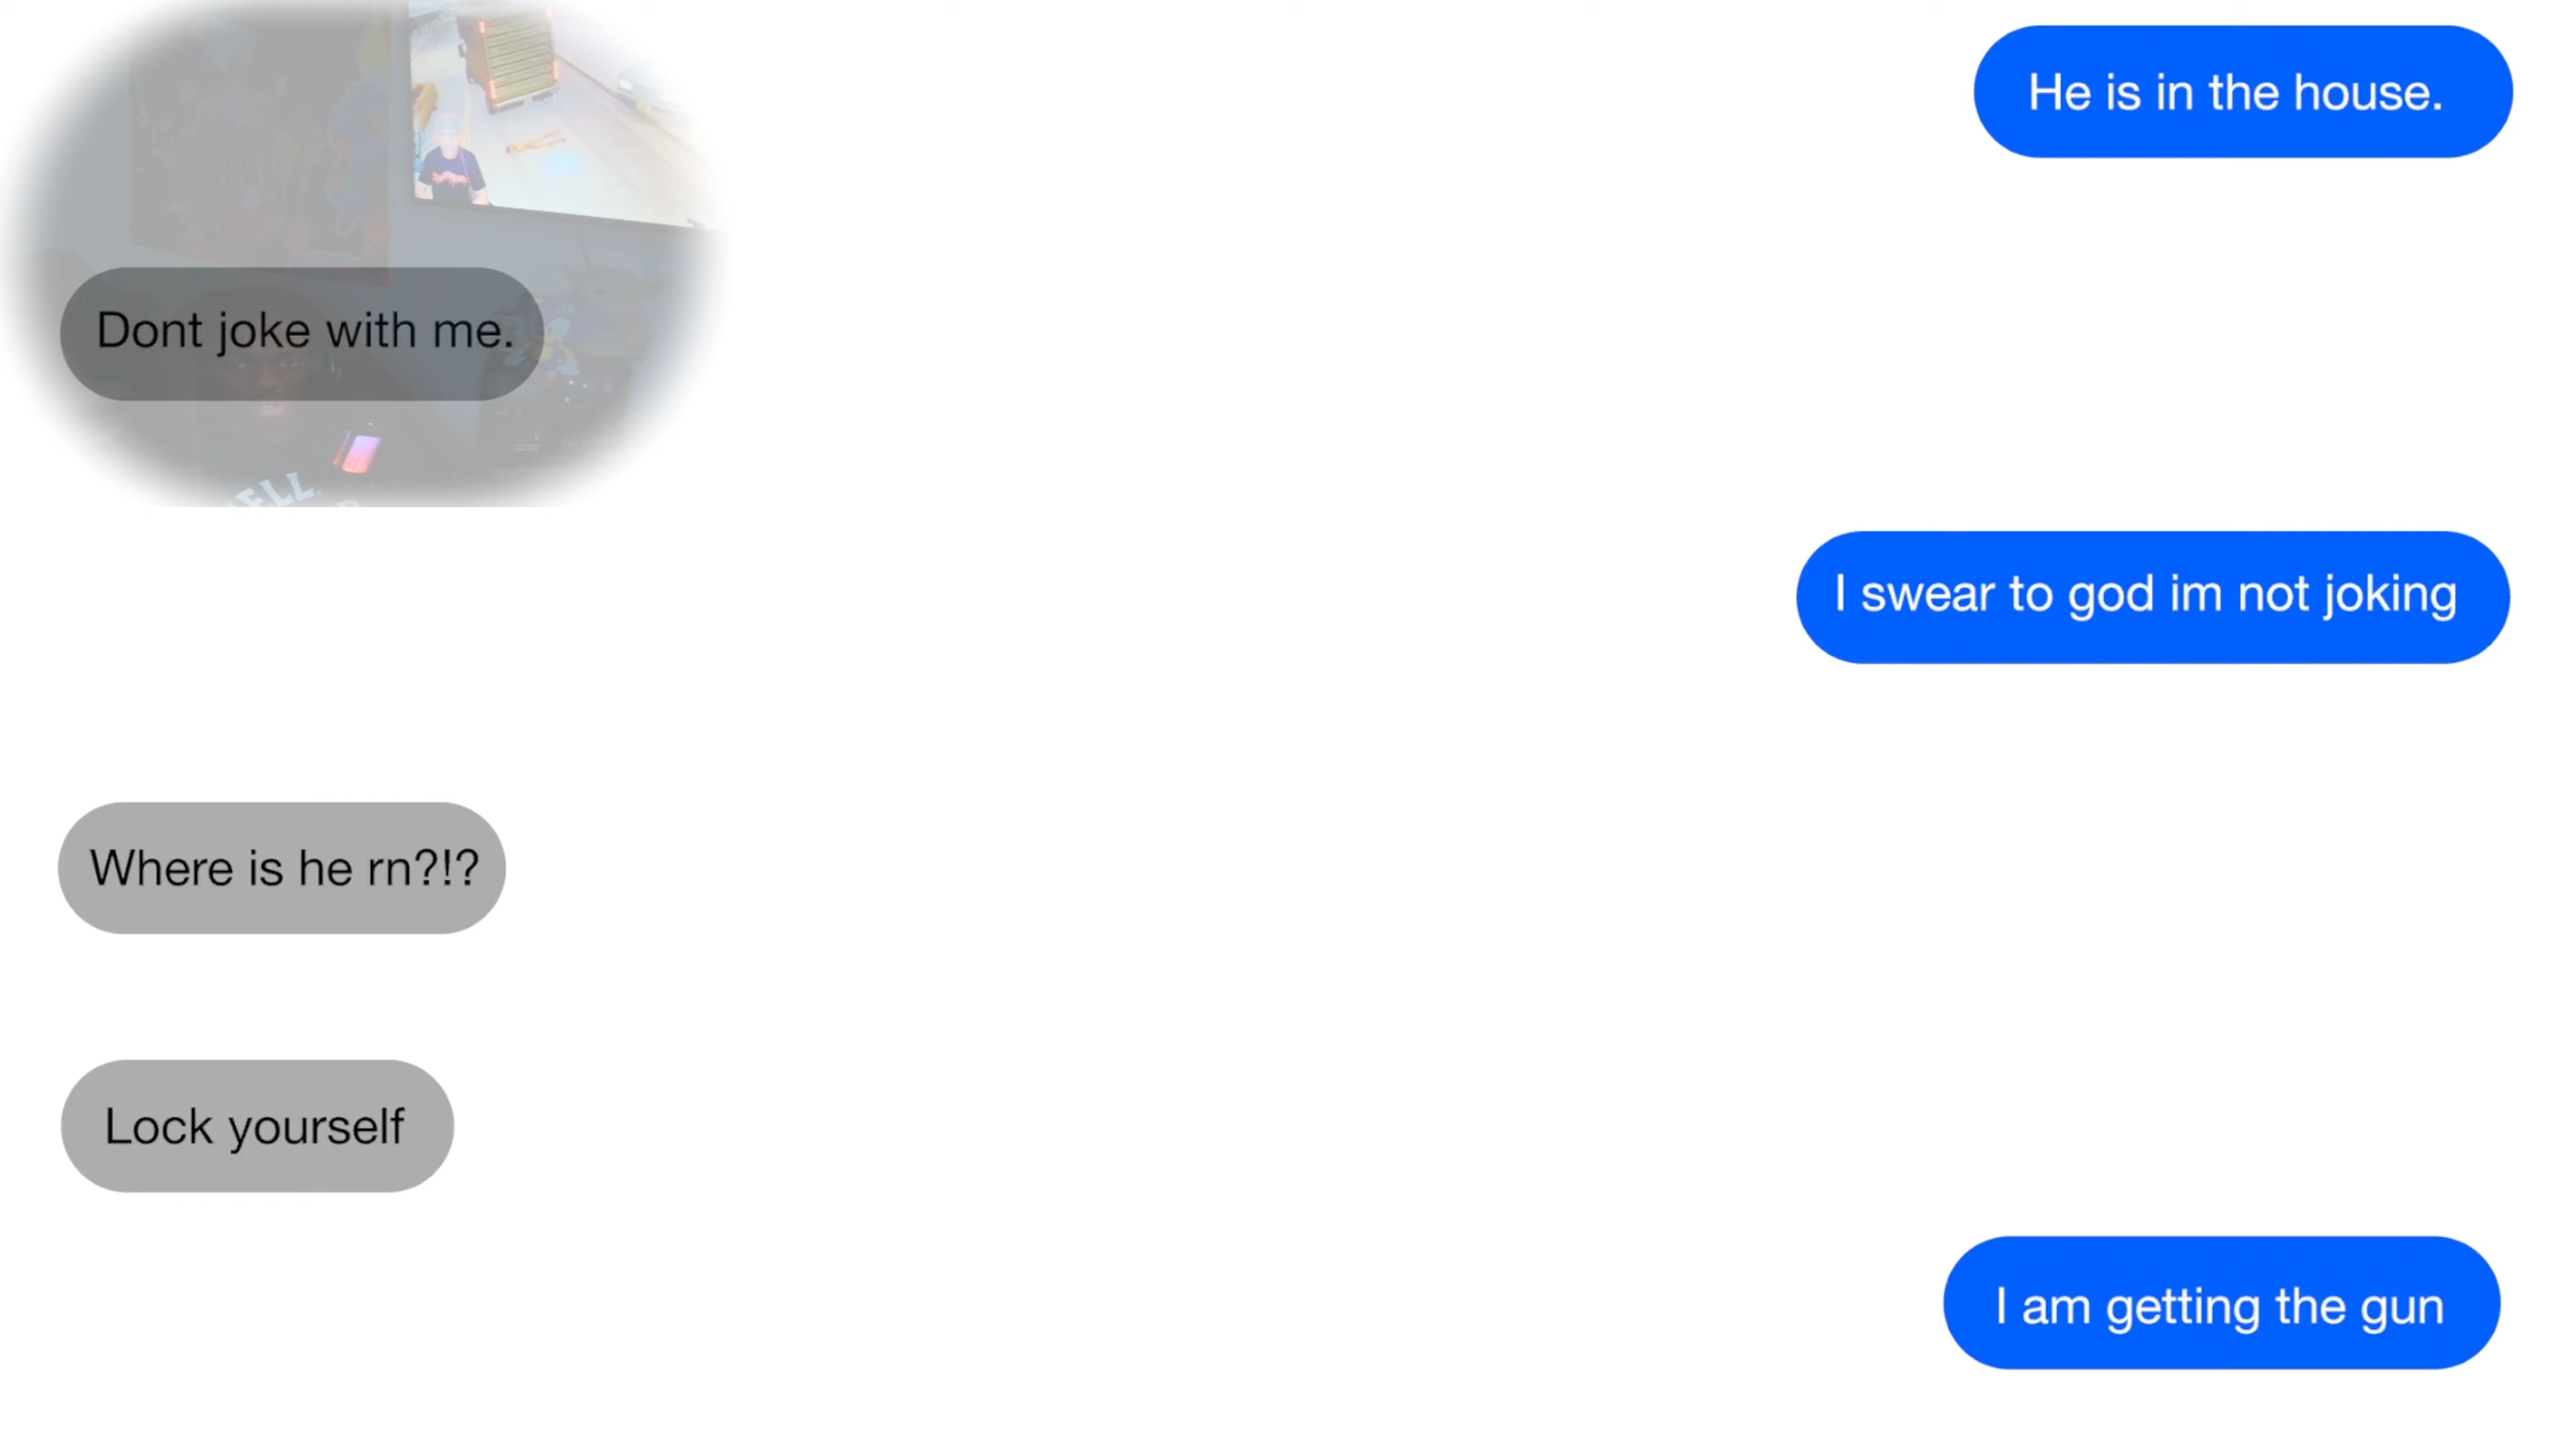 He is in the house.
Dont joke with me.
I swear to god im not joking
Where is he rn?!?
Lock yourself
I am getting the gun